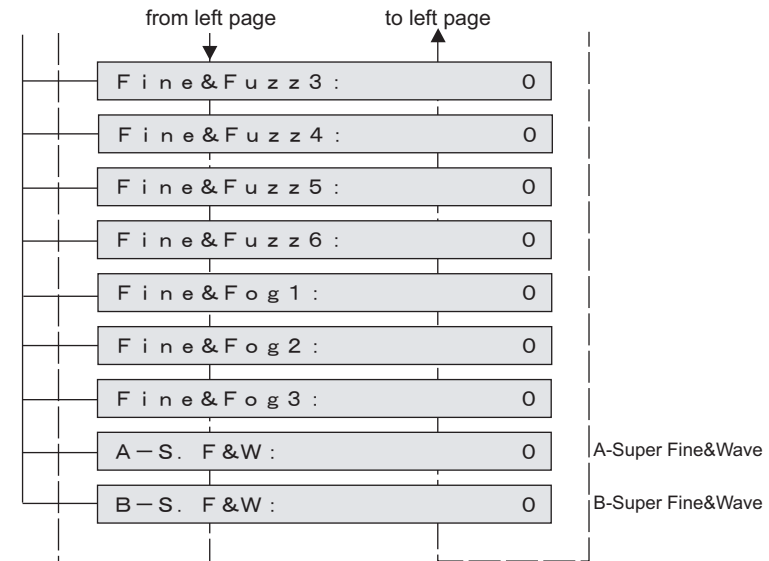 from left page to left page
Fine&Fuzz3: 0
Fine&Fuzz4: 0
Fine&Fuzz5: 0
Fine&Fuzz6: 0
Fine&Fog1: 0
Fine&Fog2: 0
Fine&Fog3: 0
A-S. F&W: 0 A-Super Fine&Wave
B-S. F&W: 0 B-Super Fine&Wave